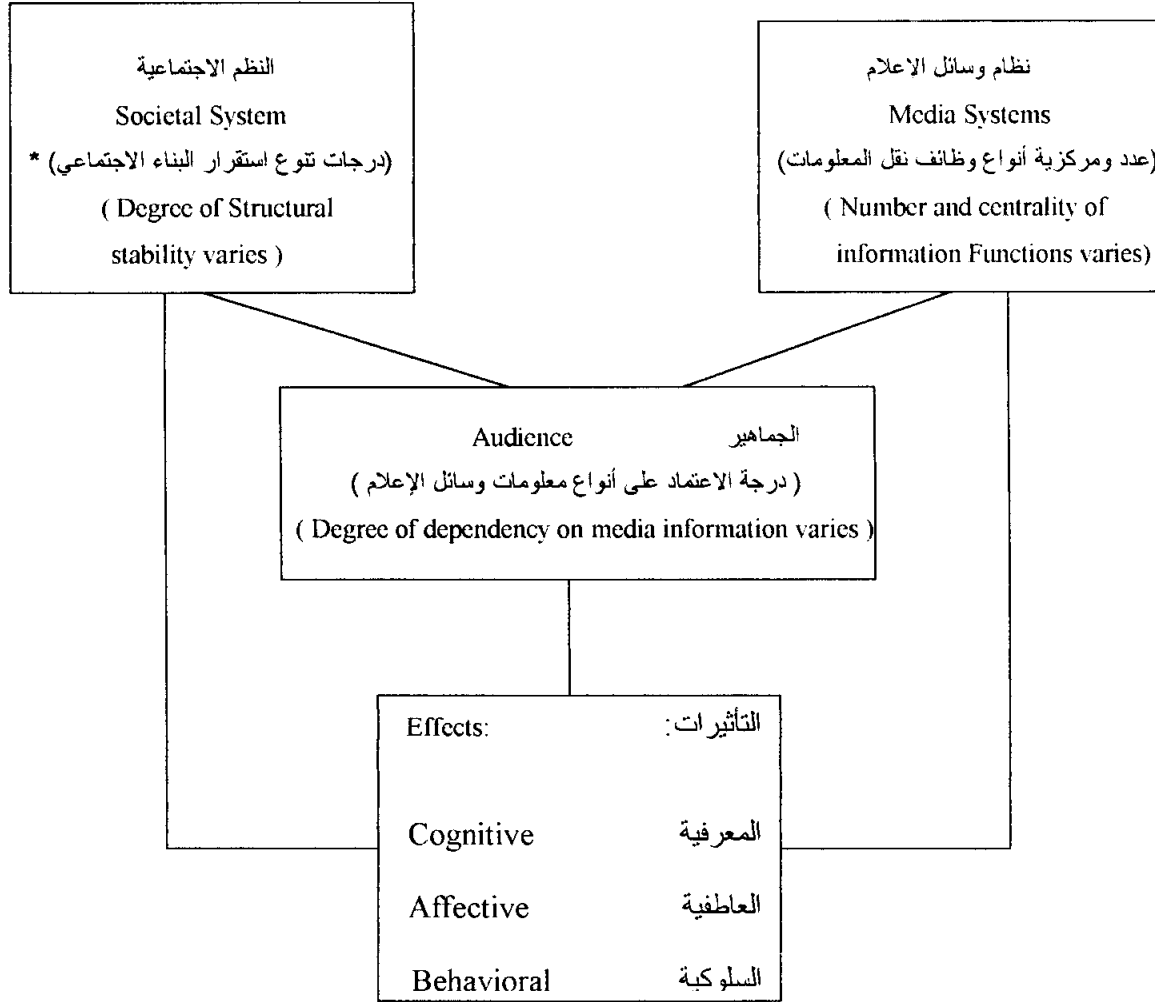 النظم الاجتماعية
Societal System
(درجات تنوع استقرار البناء الاجتماعي) *
( Degree of Structural
stability varies )
نظام وسائل الإعلام
Media Systems
(عدد ومركزية أنواع وظائف نقل المعلومات)
( Number and centrality of
information Functions varies)
الجماهير Audience
( درجة الاعتماد على أنواع معلومات وسائل الإعلام )
( Degree of dependency on media information varies )
التأثيرات: Effects:
المعرفية Cognitive
العاطفية Affective
السلوكية Behavioral